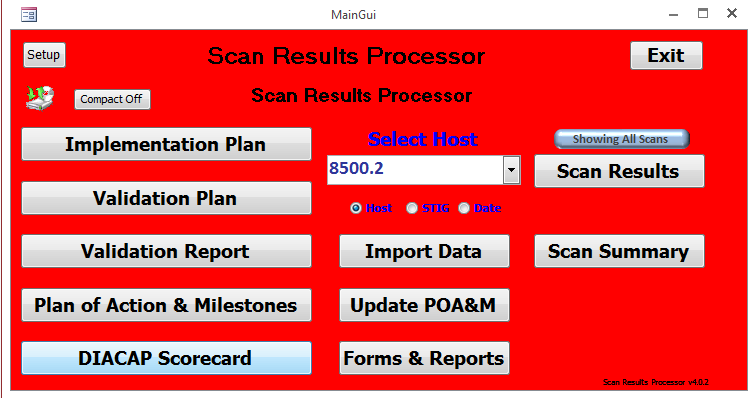 MainGui
Setup
Scan Results Processor
Exit
Compact Off
Scan Results Processor
Implementation Plan
Select Host
Showing All Scans
8500.2
Scan Results
Validation Plan
Host STIG Date
Validation Report
Import Data
Scan Summary
Plan of Action & Milestones
Update POA&M
DIACAP Scorecard
Forms & Reports
Scan Results Processor v4.0.2